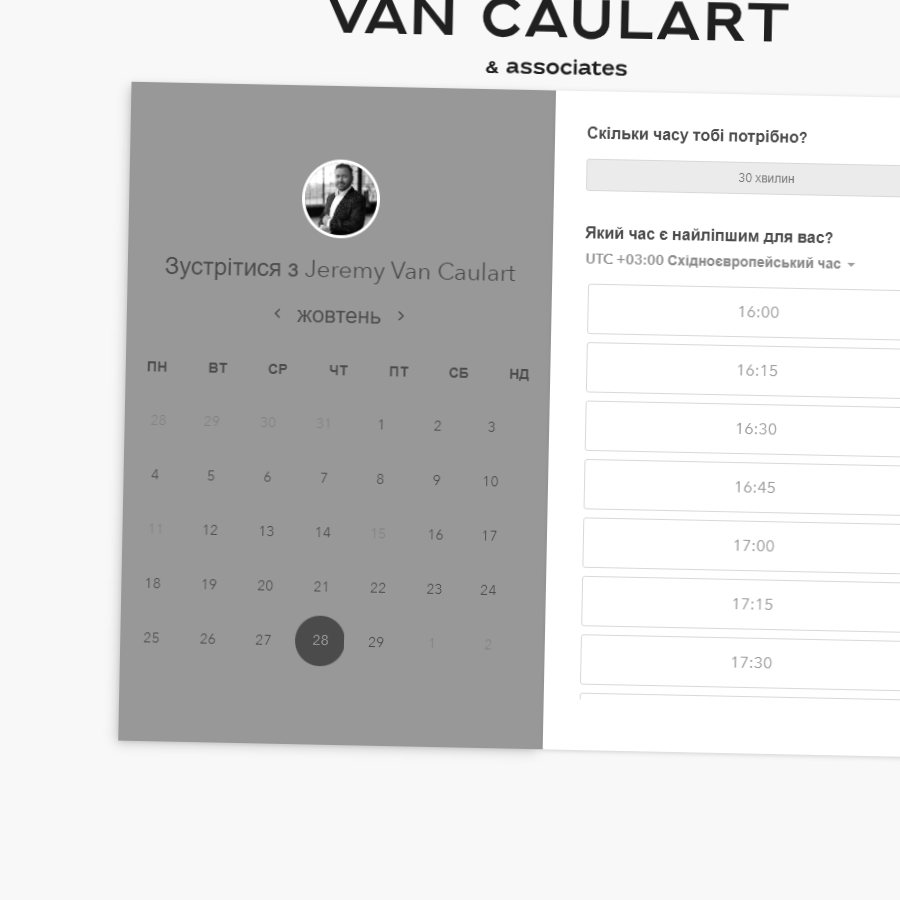 VAN CAULART
& associates
Зустрітися з Jeremy Van Caulart
жовтень
ПН ВТ СР ЧТ ПТ СБ НД
28 29 30 31 1 2 3
4 5 6 7 8 9 10
11 12 13 14 15 16 17
18 19 20 21 22 23 24
25 26 27 28 29 1 2
Скільки часу тобі потрібно?
30 хвилин
Який час є найліпшим для вас?
UTC +03:00 Східноєвропейський час
16:00
16:15
16:30
16:45
17:00
17:15
17:30